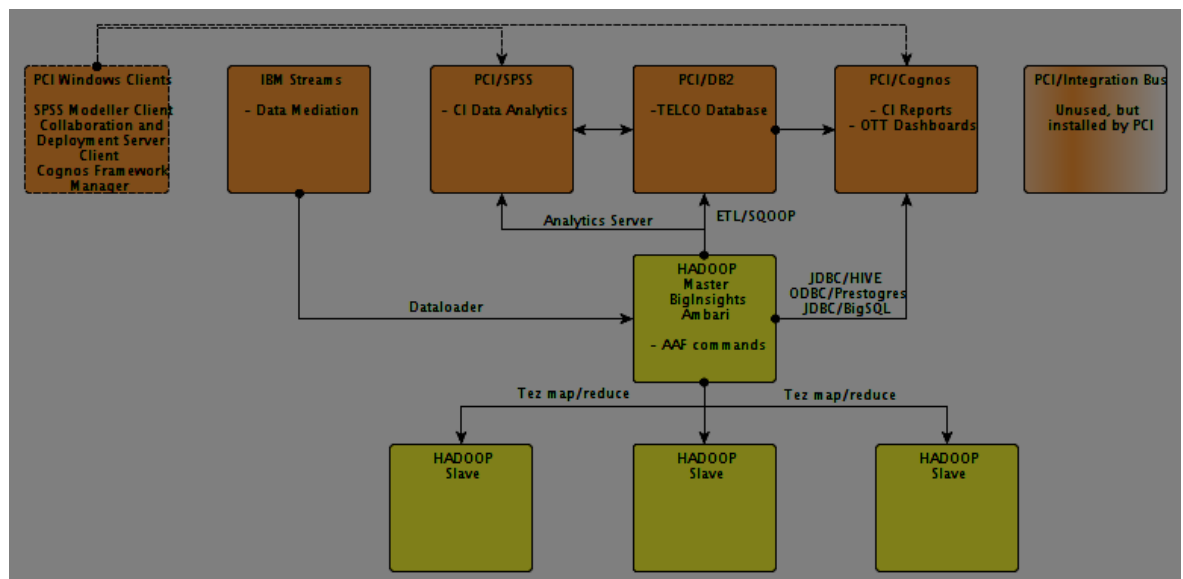 PCI Windows Clients
SPSS Modeller Client
Collaboration and
Deployment Server
Client
Cognos Framework
Manager
IBM Streams
- Data Mediation
PCI/SPSS
- CI Data Analytics
PCI/DB2
-TELCO Database
PCI/Cognos
- CI Reports
- OTT Dashboards
PCI/Integration Bus
Unused, but
installed by PCI
Analytics Server
ETL/SQOOP
Dataloader
HADOOP
Master
BigInsights
Ambari
- AAF commands
JDBC/HIVE
ODBC/Prestogres
JDBC/BigSQL
Tez map/reduce
Tez map/reduce
HADOOP
Slave
HADOOP
Slave
HADOOP
Slave